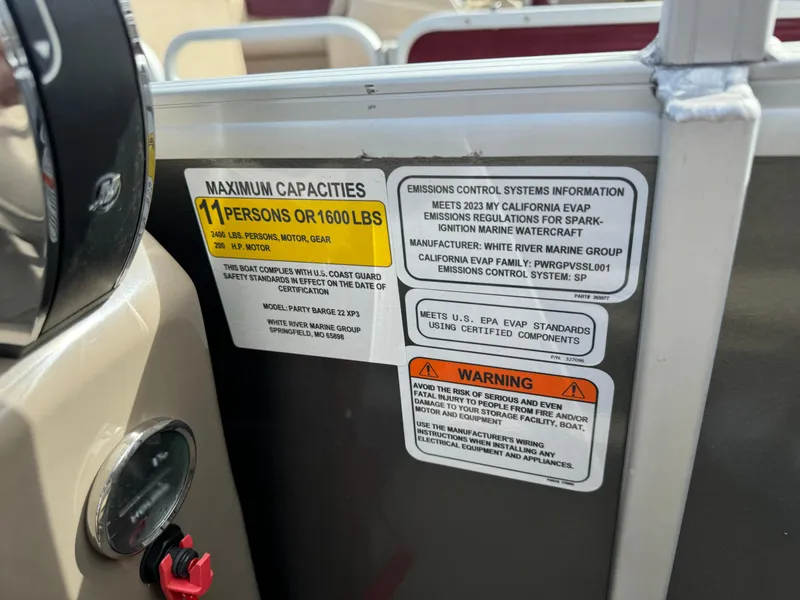 MAXIMUM CAPACITIES
11 PERSONS OR 1600 LBS
2400 LBS. PERSONS, MOTOR, GEAR
200 H.P. MOTOR
THIS BOAT COMPLIES WITH U.S. COAST GUARD
SAFETY STANDARDS IN EFFECT ON THE DATE OF
CERTIFICATION
MODEL: PARTY BARGE 22 XP3
WHITE RIVER MARINE GROUP
SPRINGFIELD, MO 65898
EMISSIONS CONTROL SYSTEMS INFORMATION
MEETS 2023 MY CALIFORNIA EVAP
EMISSIONS REGULATIONS FOR SPARK-
IGNITION MARINE WATERCRAFT
MANUFACTURER: WHITE RIVER MARINE GROUP
CALIFORNIA EVAP FAMILY: PWRGPVSSL001
EMISSIONS CONTROL SYSTEM: SP
PART# 365077
MEETS U.S. EPA EVAP STANDARDS
USING CERTIFIED COMPONENTS
P/N: 327096
WARNING
AVOID THE RISK OF SERIOUS AND EVEN
FATAL INJURY TO PEOPLE FROM FIRE AND/OR
DAMAGE TO YOUR STORAGE FACILITY, BOAT,
MOTOR AND EQUIPMENT
USE THE MANUFACTURER'S WIRING
INSTRUCTIONS WHEN INSTALLING ANY
ELECTRICAL EQUIPMENT AND APPLIANCES.